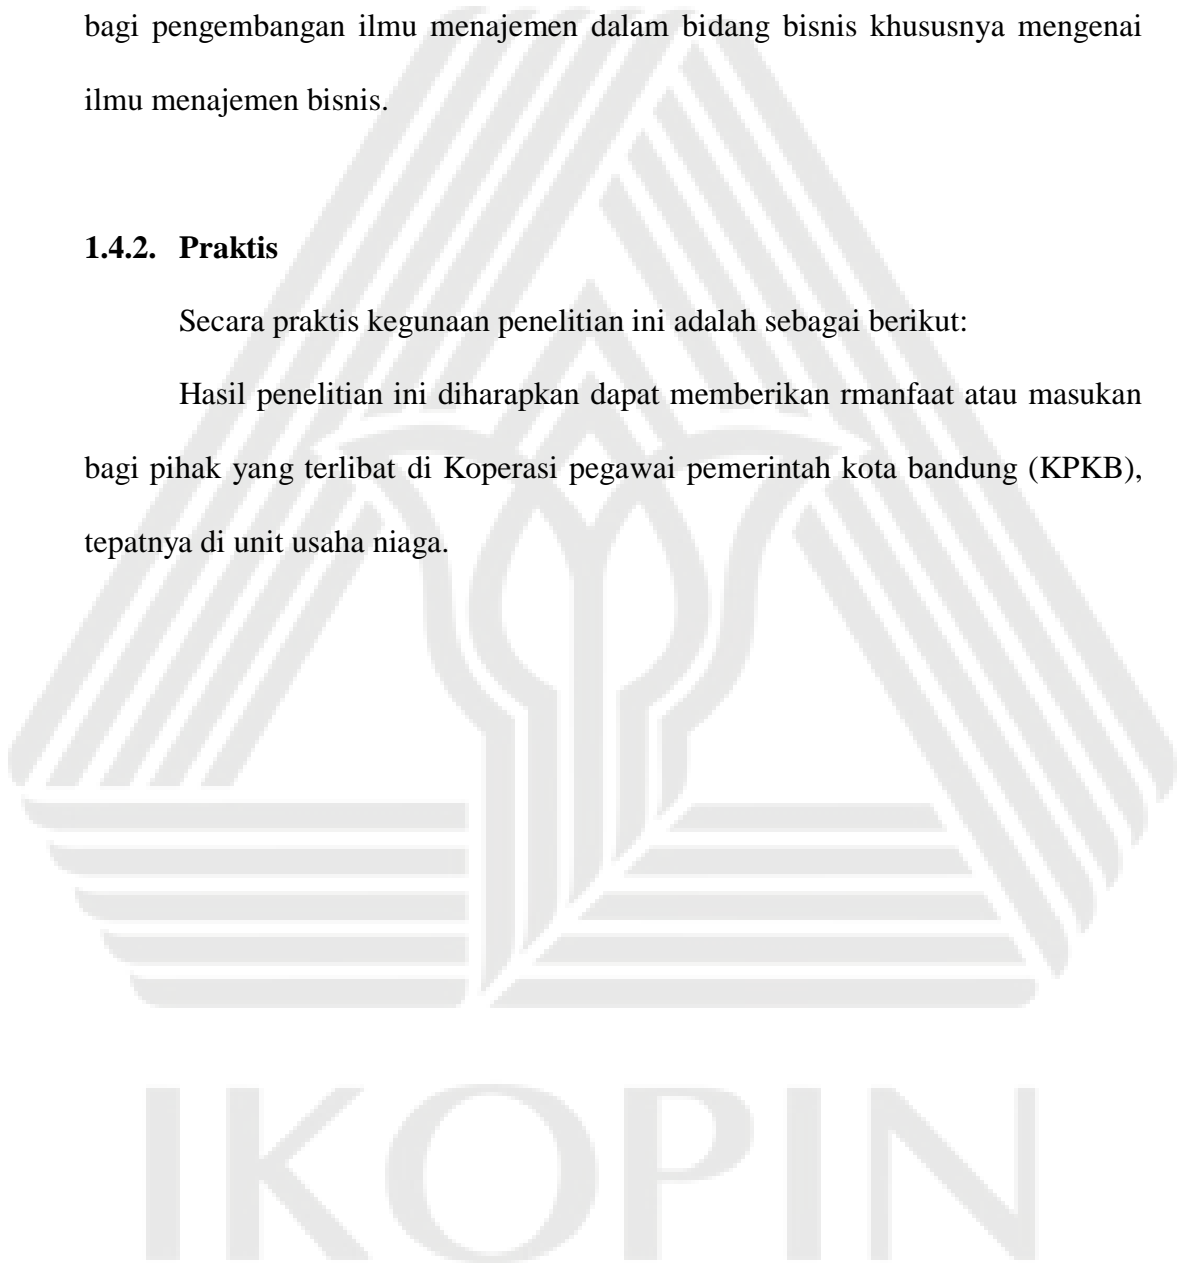 bagi pengembangan ilmu menajemen dalam bidang bisnis khususnya mengenai
ilmu menajemen bisnis.
1.4.2. Praktis
Secara praktis kegunaan penelitian ini adalah sebagai berikut:
Hasil penelitian ini diharapkan dapat memberikan rmanfaat atau masukan
bagi pihak yang terlibat di Koperasi pegawai pemerintah kota bandung (KPKB),
tepatnya di unit usaha niaga.
IKOPIN